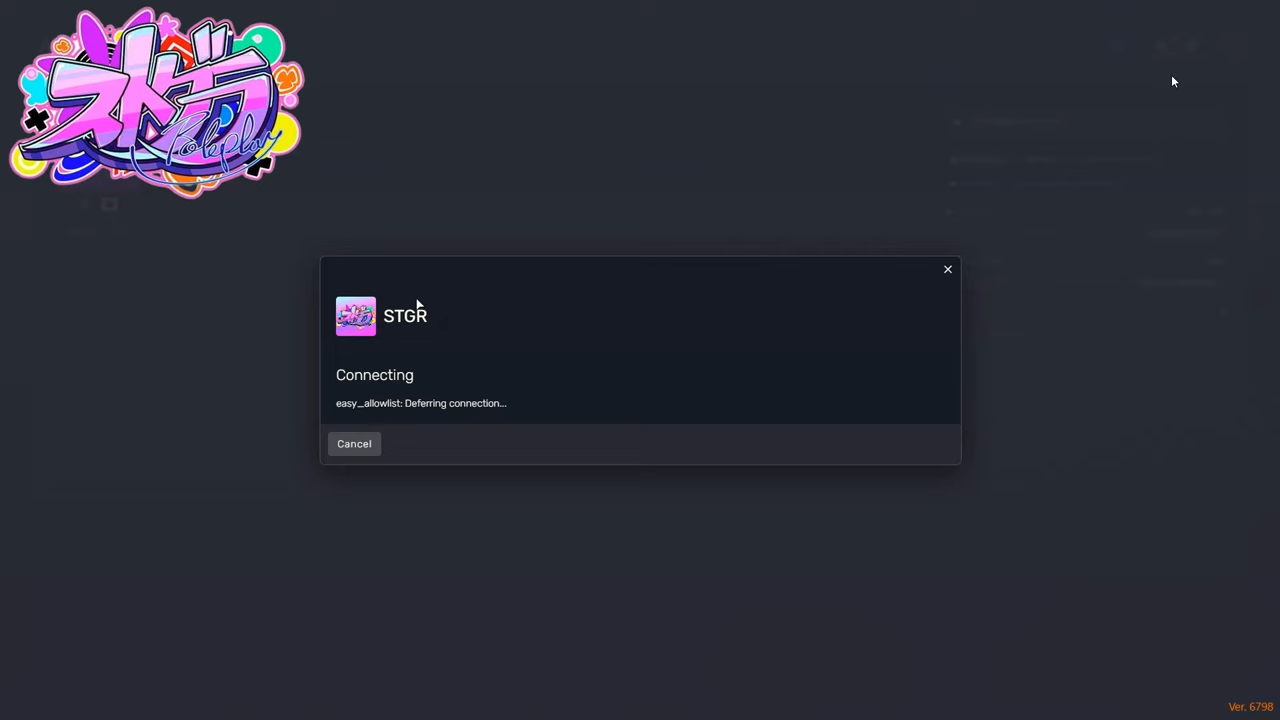 ストグラ
Roleplay
STGR
Connecting
easy_allowlist: Deferring connection...
Cancel
Ver. 6798